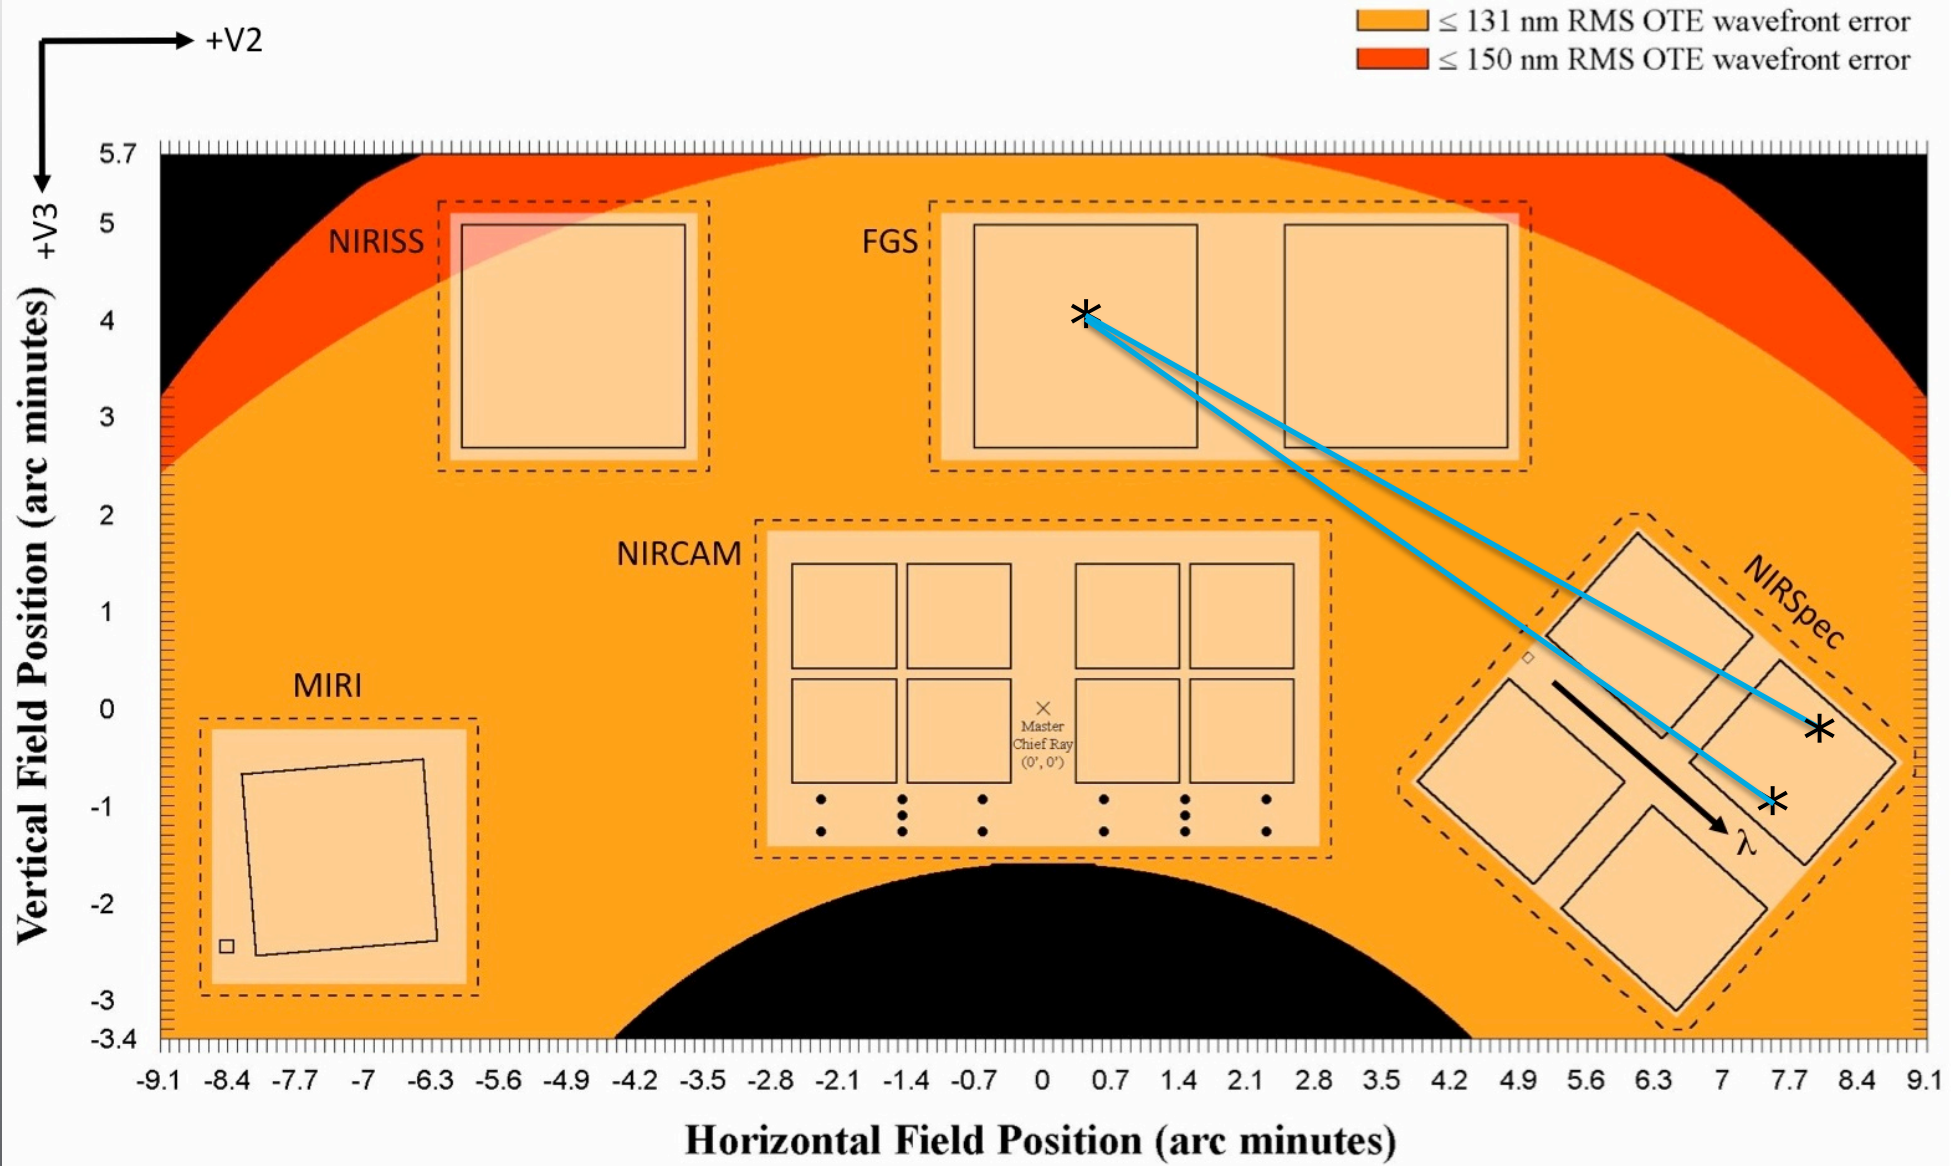 ≤ 131 nm RMS OTE wavefront error
≤ 150 nm RMS OTE wavefront error
+V2
+V3
Vertical Field Position (arc minutes)
5.7
5
4
3
2
1
0
-1
-2
-3
-3.4
NIRISS
FGS
NIRCAM
NIRSpec
MIRI
Master
Chief Ray
(0', 0')
λ
-9.1 -8.4 -7.7 -7 -6.3 -5.6 -4.9 -4.2 -3.5 -2.8 -2.1 -1.4 -0.7 0 0.7 1.4 2.1 2.8 3.5 4.2 4.9 5.6 6.3 7 7.7 8.4 9.1
Horizontal Field Position (arc minutes)